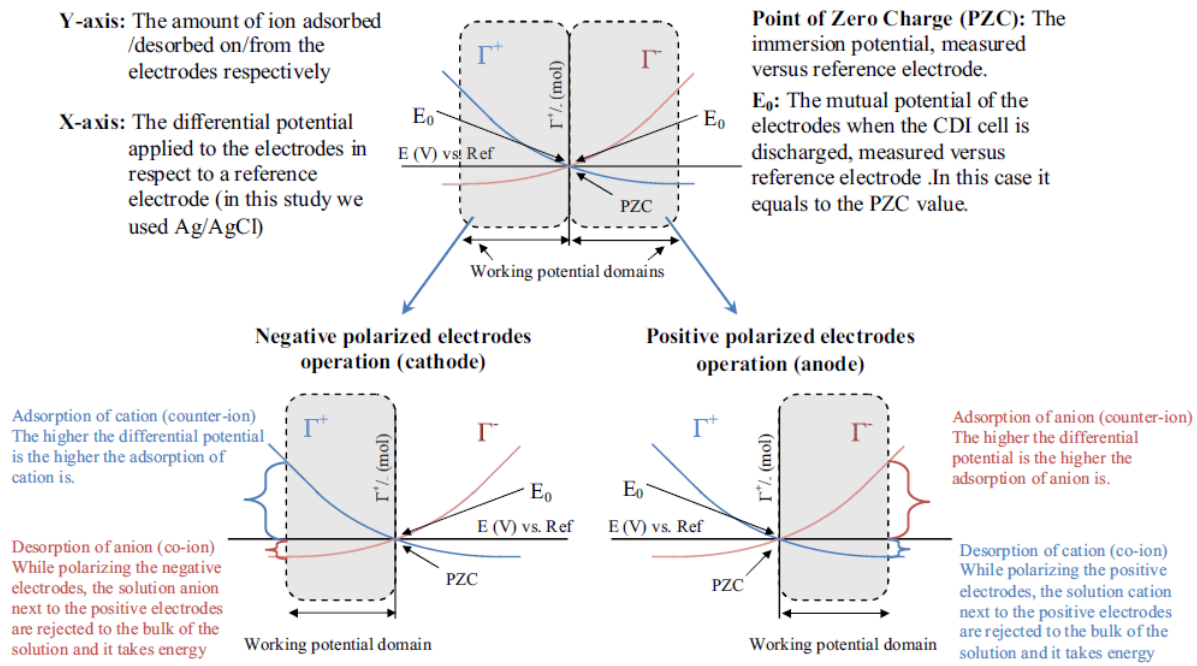 Y-axis: The amount of ion adsorbed
/desorbed on/from the
electrodes respectively
X-axis: The differential potential
applied to the electrodes in
respect to a reference
electrode (in this study we
used Ag/AgCl)
Γ+
Γ-
Γ+/- (mol)
E0
E0
E (V) vs. Ref
PZC
Working potential domains
Point of Zero Charge (PZC): The
immersion potential, measured
versus reference electrode.
E0: The mutual potential of the
electrodes when the CDI cell is
discharged, measured versus
reference electrode .In this case it
equals to the PZC value.
Negative polarized electrodes
operation (cathode)
Adsorption of cation (counter-ion)
The higher the differential potential
is the higher the adsorption of
cation is.
Desorption of anion (co-ion)
While polarizing the negative
electrodes, the solution anion
next to the positive electrodes
are rejected to the bulk of the
solution and it takes energy
Γ+
Γ-
Γ+/- (mol)
E0
E (V) vs. Ref
PZC
Working potential domain
Positive polarized electrodes
operation (anode)
Γ+
Γ-
Γ+/- (mol)
E0
E (V) vs. Ref
PZC
Working potential domain
Adsorption of anion (counter-ion)
The higher the differential
potential is the higher the
adsorption of anion is.
Desorption of cation (co-ion)
While polarizing the positive
electrodes, the solution cation
next to the positive electrodes
are rejected to the bulk of the
solution and it takes energy